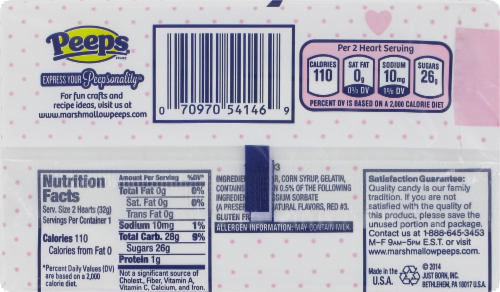 Peeps
BRAND
EXPRESS YOUR Peepsonality™
For fun crafts and
recipe ideas, visit us at
www.marshmallowpeeps.com
0 70970 54146 9
Per 2 Heart Serving
CALORIES 110
SAT FAT 0g 0% DV
SODIUM 10mg 1% DV
SUGARS 26g
PERCENT DV IS BASED ON A 2,000 CALORIE DIET
Nutrition
Facts
Serv. Size 2 Hearts (32g)
Servings Per Container 1
Calories 110
Calories from Fat 0
*Percent Daily Values (DV)
are based on a 2,000
calorie diet.
Amount Per Serving %DV*
Total Fat 0g 0%
Sat. Fat 0g 0%
Trans Fat 0g
Sodium 10mg 1%
Total Carb. 28g 9%
Sugars 26g
Protein 1g
Not a significant source of
Cholest., Fiber, Vitamin A,
Vitamin C, Calcium, and Iron.
CORN SYRUP, GELATIN,
0.5% OF THE FOLLOWING
SORBATE
(A FLAVORS, RED #3.
GLUTEN
ALLERGEN INFORMATION: MAY CONTAIN MILK.
Satisfaction Guarantee:
Quality candy is our family
tradition. If you are not
satisfied with the quality of
this product, please save the
unused portion and package.
Contact us at 1-888-645-3453
M–F 9AM–5PM E.S.T. or visit
www.marshmallowpeeps.com.
Made in the
U.S.A.
© 2014
JUST BORN, INC.
BETHLEHEM, PA 18017 U.S.A.